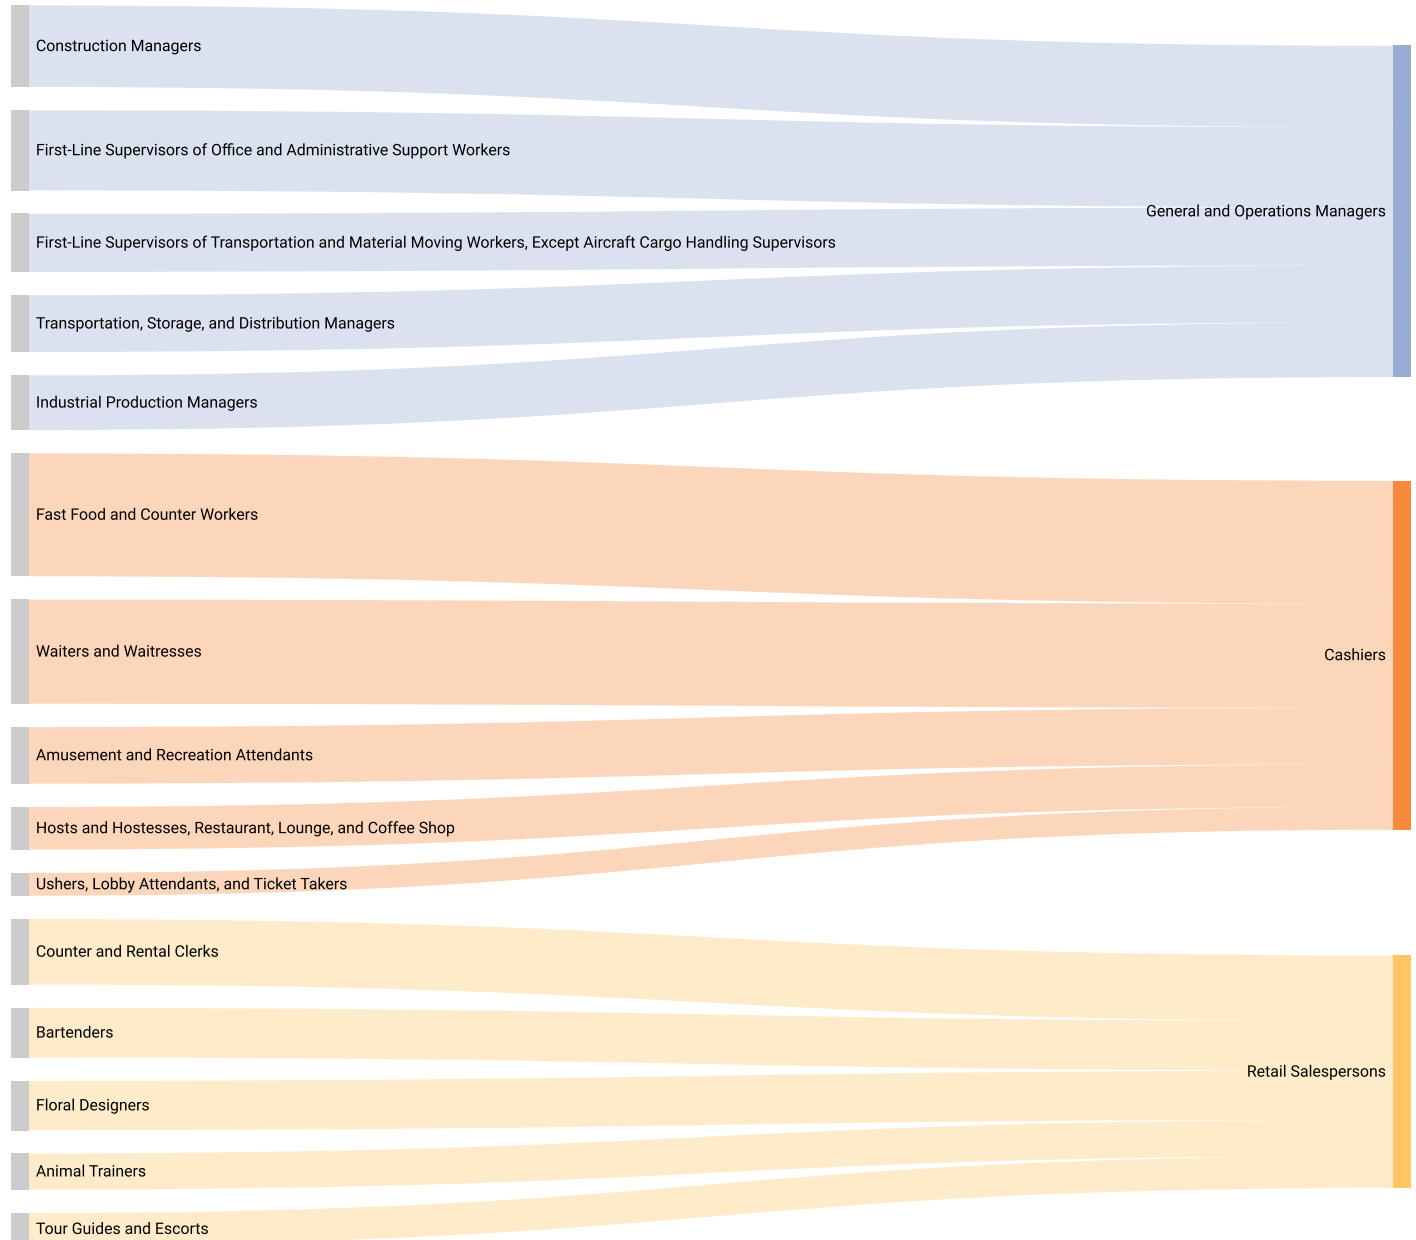 Construction Managers
First-Line Supervisors of Office and Administrative Support Workers
General and Operations Managers
First-Line Supervisors of Transportation and Material Moving Workers, Except Aircraft Cargo Handling Supervisors
Transportation, Storage, and Distribution Managers
Industrial Production Managers
Fast Food and Counter Workers
Waiters and Waitresses
Cashiers
Amusement and Recreation Attendants
Hosts and Hostesses, Restaurant, Lounge, and Coffee Shop
Ushers, Lobby Attendants, and Ticket Takers
Counter and Rental Clerks
Bartenders
Retail Salespersons
Floral Designers
Animal Trainers
Tour Guides and Escorts